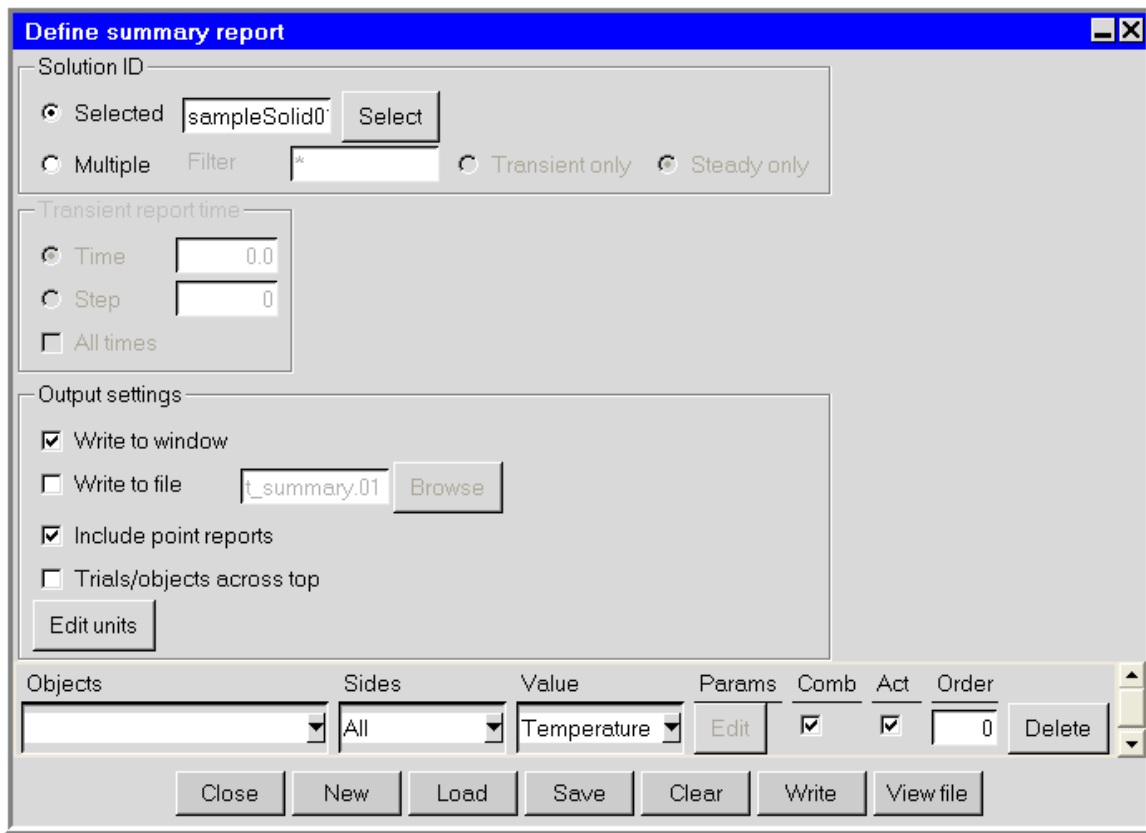 Define summary report
Solution ID
Selected sampleSolid01 Select
Multiple Filter * Transient only Steady only
Transient report time
Time 0.0
Step 0
All times
Output settings
Write to window
Write to file t_summary.01 Browse
Include point reports
Trials/objects across top
Edit units
Objects Sides Value Params Comb Act Order
All Temperature Edit 0 Delete
Close New Load Save Clear Write View file